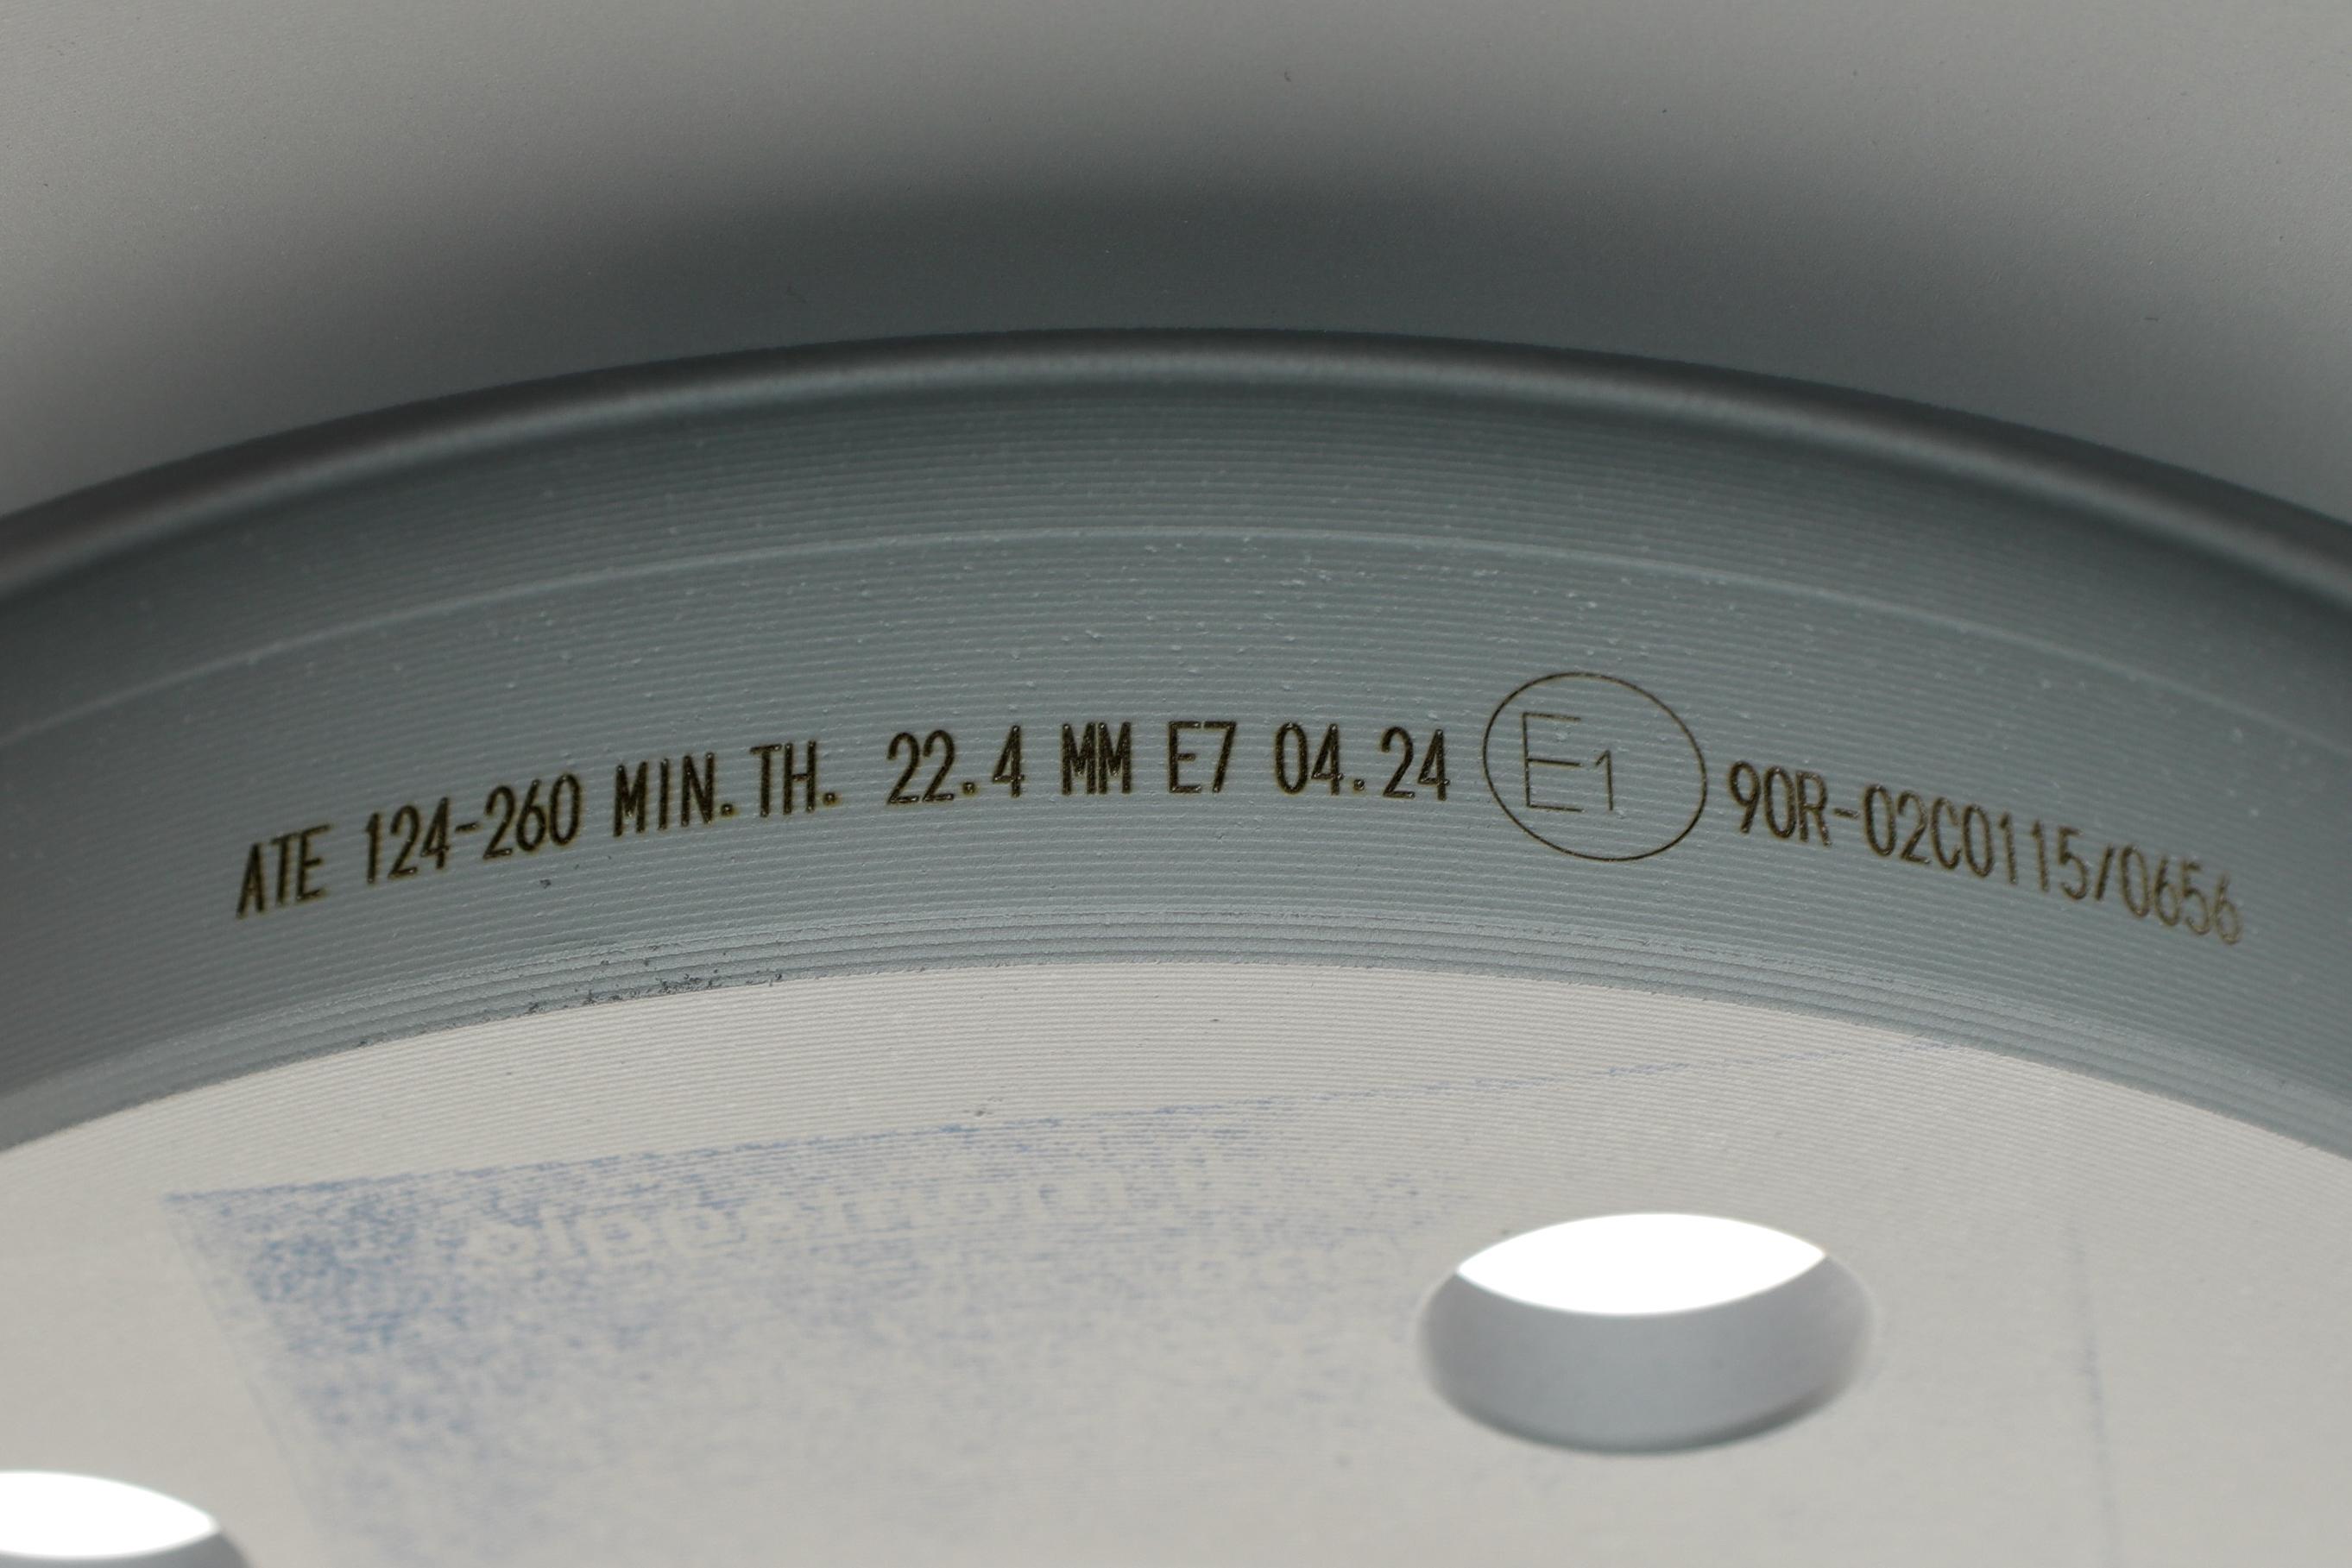 ATE 124-260 MIN.TH. 22.4 MM E7 04.24 E1 90R-02C0115/0656